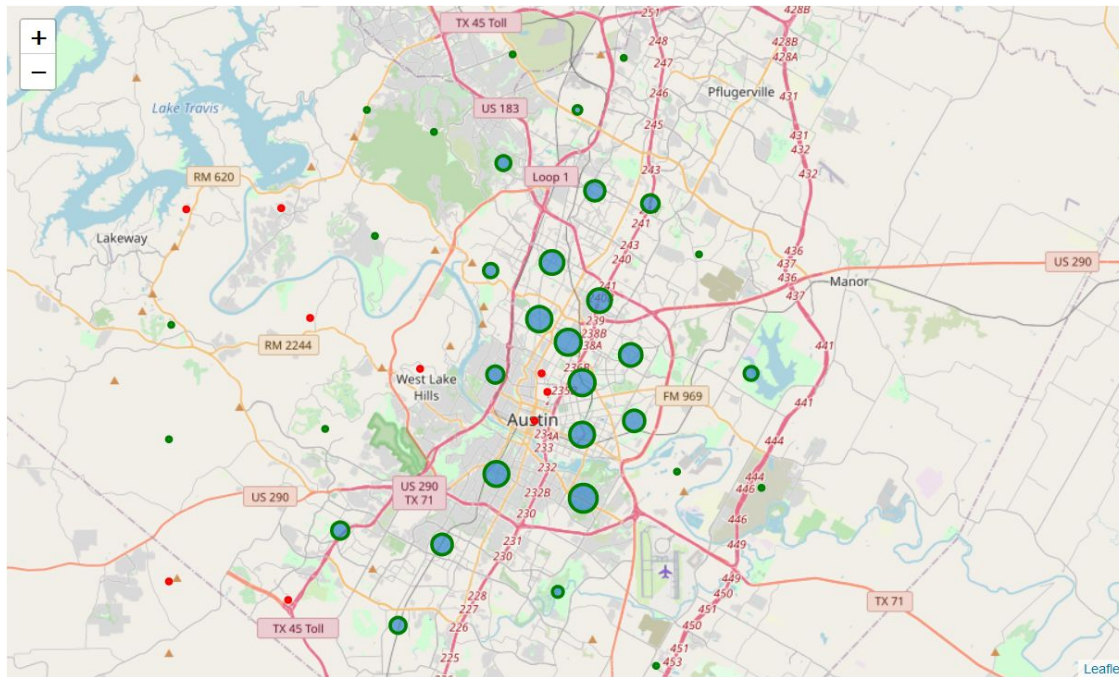 +
−
TX 45 Toll
251
428B
248
428B
428A
247
Lake Travis
US 183
246
Pflugerville
431
245
431
432
RM 620
Loop 1
243
432
Lakeway
241
243
240
436
437
US 290
436
Manor
241
240
437
239
RM 2244
238B
441
238A
236B
West Lake
Hills
235
FM 969
441
Austin
444
233
US 290
TX 71
232
444
US 290
446
232B
230
446
231
449
230
449
TX 71
228
450
227
450
TX 45 Toll
226
451
225
453
Leafle